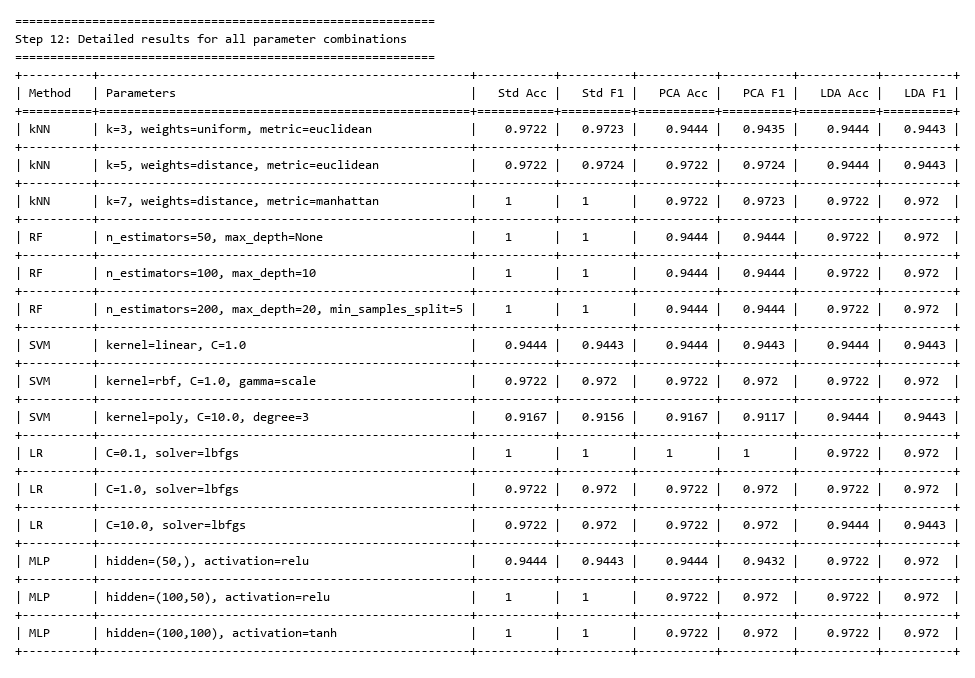 ============================================================
Step 12: Detailed results for all parameter combinations
============================================================
+----------+-----------------------------------------------------+-----------+----------+-----------+----------+-----------+----------+
| Method   | Parameters                                          |   Std Acc |   Std F1 |   PCA Acc |   PCA F1 |   LDA Acc |   LDA F1 |
+==========+=====================================================+===========+==========+===========+==========+===========+==========+
| kNN      | k=3, weights=uniform, metric=euclidean              |    0.9722 |   0.9723 |    0.9444 |   0.9435 |    0.9444 |   0.9443 |
+----------+-----------------------------------------------------+-----------+----------+-----------+----------+-----------+----------+
| kNN      | k=5, weights=distance, metric=euclidean             |    0.9722 |   0.9724 |    0.9722 |   0.9724 |    0.9444 |   0.9443 |
+----------+-----------------------------------------------------+-----------+----------+-----------+----------+-----------+----------+
| kNN      | k=7, weights=distance, metric=manhattan             |    1      |   1      |    0.9722 |   0.9723 |    0.9722 |   0.972  |
+----------+-----------------------------------------------------+-----------+----------+-----------+----------+-----------+----------+
| RF       | n_estimators=50, max_depth=None                     |    1      |   1      |    0.9444 |   0.9444 |    0.9722 |   0.972  |
+----------+-----------------------------------------------------+-----------+----------+-----------+----------+-----------+----------+
| RF       | n_estimators=100, max_depth=10                      |    1      |   1      |    0.9444 |   0.9444 |    0.9722 |   0.972  |
+----------+-----------------------------------------------------+-----------+----------+-----------+----------+-----------+----------+
| RF       | n_estimators=200, max_depth=20, min_samples_split=5 |    1      |   1      |    0.9444 |   0.9444 |    0.9722 |   0.972  |
+----------+-----------------------------------------------------+-----------+----------+-----------+----------+-----------+----------+
| SVM      | kernel=linear, C=1.0                                |    0.9444 |   0.9443 |    0.9444 |   0.9443 |    0.9444 |   0.9443 |
+----------+-----------------------------------------------------+-----------+----------+-----------+----------+-----------+----------+
| SVM      | kernel=rbf, C=1.0, gamma=scale                      |    0.9722 |   0.972  |    0.9722 |   0.972  |    0.9722 |   0.972  |
+----------+-----------------------------------------------------+-----------+----------+-----------+----------+-----------+----------+
| SVM      | kernel=poly, C=10.0, degree=3                       |    0.9167 |   0.9156 |    0.9167 |   0.9117 |    0.9444 |   0.9443 |
+----------+-----------------------------------------------------+-----------+----------+-----------+----------+-----------+----------+
| LR       | C=0.1, solver=lbfgs                                 |    1      |   1      |    1      |   1      |    0.9722 |   0.972  |
+----------+-----------------------------------------------------+-----------+----------+-----------+----------+-----------+----------+
| LR       | C=1.0, solver=lbfgs                                 |    0.9722 |   0.972  |    0.9722 |   0.972  |    0.9722 |   0.972  |
+----------+-----------------------------------------------------+-----------+----------+-----------+----------+-----------+----------+
| LR       | C=10.0, solver=lbfgs                                |    0.9722 |   0.972  |    0.9722 |   0.972  |    0.9444 |   0.9443 |
+----------+-----------------------------------------------------+-----------+----------+-----------+----------+-----------+----------+
| MLP      | hidden=(50,), activation=relu                       |    0.9444 |   0.9443 |    0.9444 |   0.9432 |    0.9722 |   0.972  |
+----------+-----------------------------------------------------+-----------+----------+-----------+----------+-----------+----------+
| MLP      | hidden=(100,50), activation=relu                    |    1      |   1      |    0.9722 |   0.972  |    0.9722 |   0.972  |
+----------+-----------------------------------------------------+-----------+----------+-----------+----------+-----------+----------+
| MLP      | hidden=(100,100), activation=tanh                   |    1      |   1      |    0.9722 |   0.972  |    0.9722 |   0.972  |
+----------+-----------------------------------------------------+-----------+----------+-----------+----------+-----------+----------+